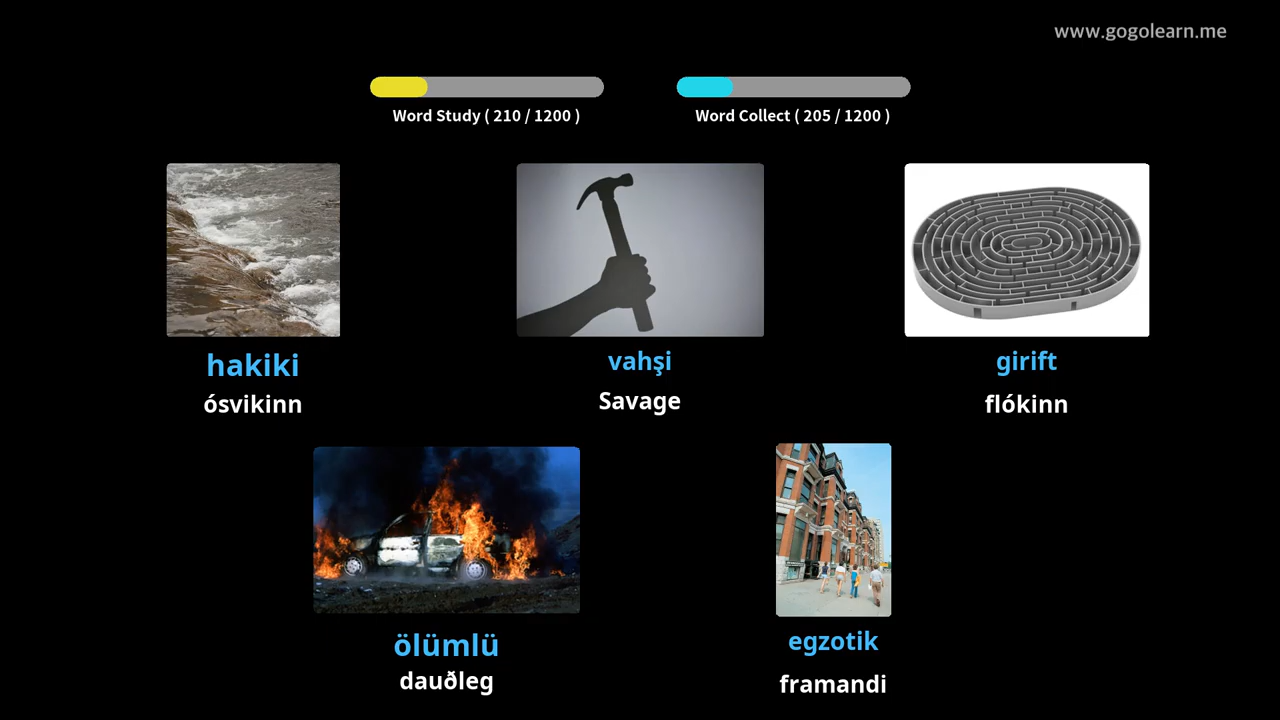 www.gogolearn.me
Word Study ( 210 / 1200 )
Word Collect ( 205 / 1200 )
hakiki
ósvikinn
vahşi
Savage
girift
flókinn
ölümlü
dauðleg
egzotik
framandi